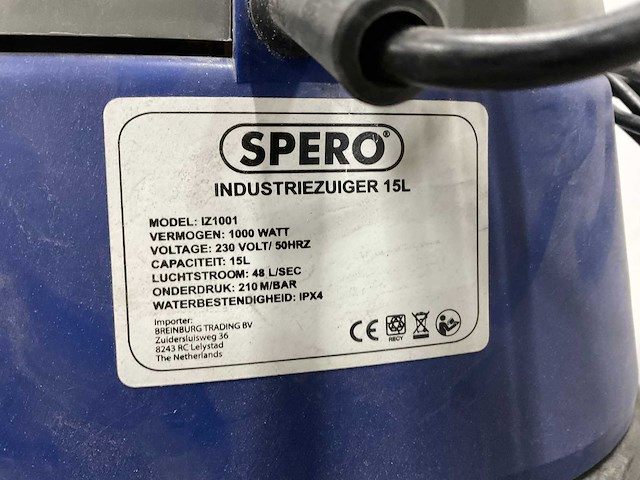 SPERO®
INDUSTRIEZUIGER 15L
MODEL: IZ1001
VERMOGEN: 1000 WATT
VOLTAGE: 230 VOLT/ 50HRZ
CAPACITEIT: 15L
LUCHTSTROOM: 48 L/SEC
ONDERDRUK: 210 M/BAR
WATERBESTENDIGHEID: IPX4
Importer:
BREINBURG TRADING BV
Zuidersluisweg 36
8243 RC Lelystad
The Netherlands
CE
RECY